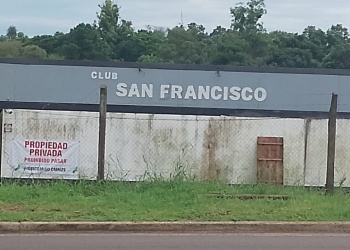 CLUB
SAN FRANCISCO
PROPIEDAD
PRIVADA
PROHIBIDO PASAR